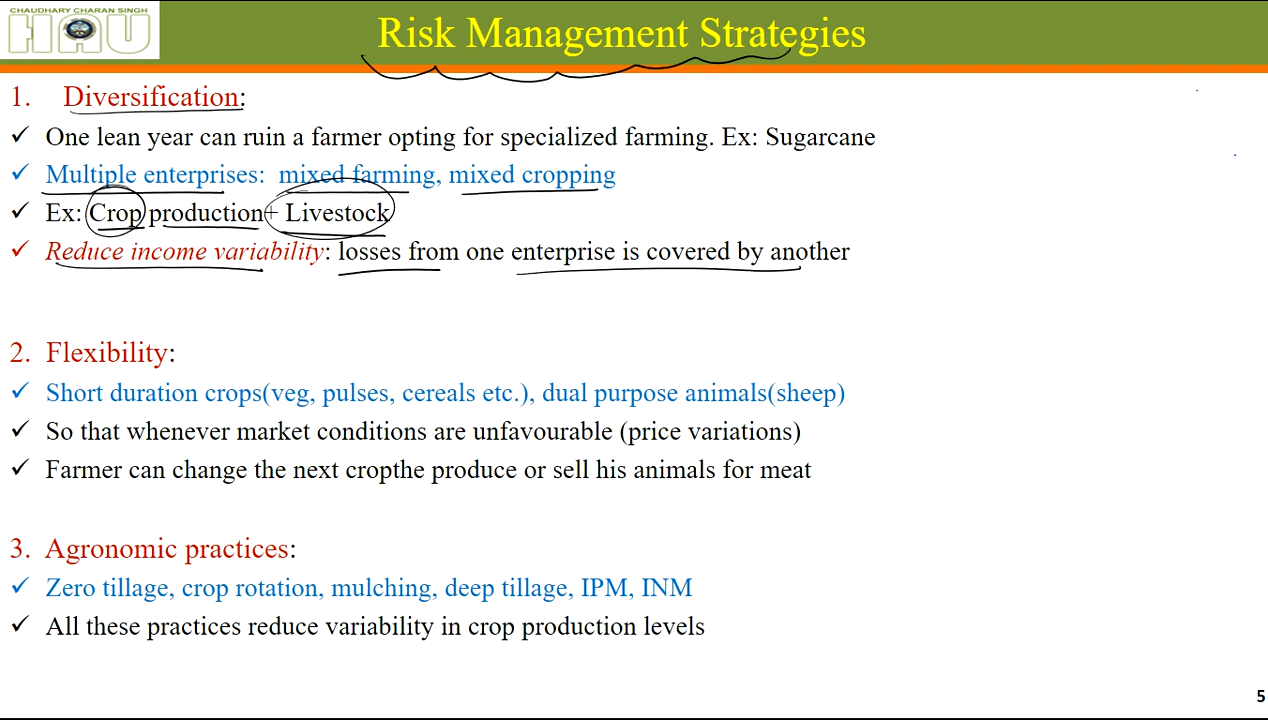 CHAUDHARY CHARAN SINGH
HAU
Risk Management Strategies
1. Diversification:
✓ One lean year can ruin a farmer opting for specialized farming. Ex: Sugarcane
✓ Multiple enterprises: mixed farming, mixed cropping
✓ Ex: Crop production+ Livestock
✓ Reduce income variability: losses from one enterprise is covered by another
2. Flexibility:
✓ Short duration crops(veg, pulses, cereals etc.), dual purpose animals(sheep)
✓ So that whenever market conditions are unfavourable (price variations)
✓ Farmer can change the next cropthe produce or sell his animals for meat
3. Agronomic practices:
✓ Zero tillage, crop rotation, mulching, deep tillage, IPM, INM
✓ All these practices reduce variability in crop production levels
5